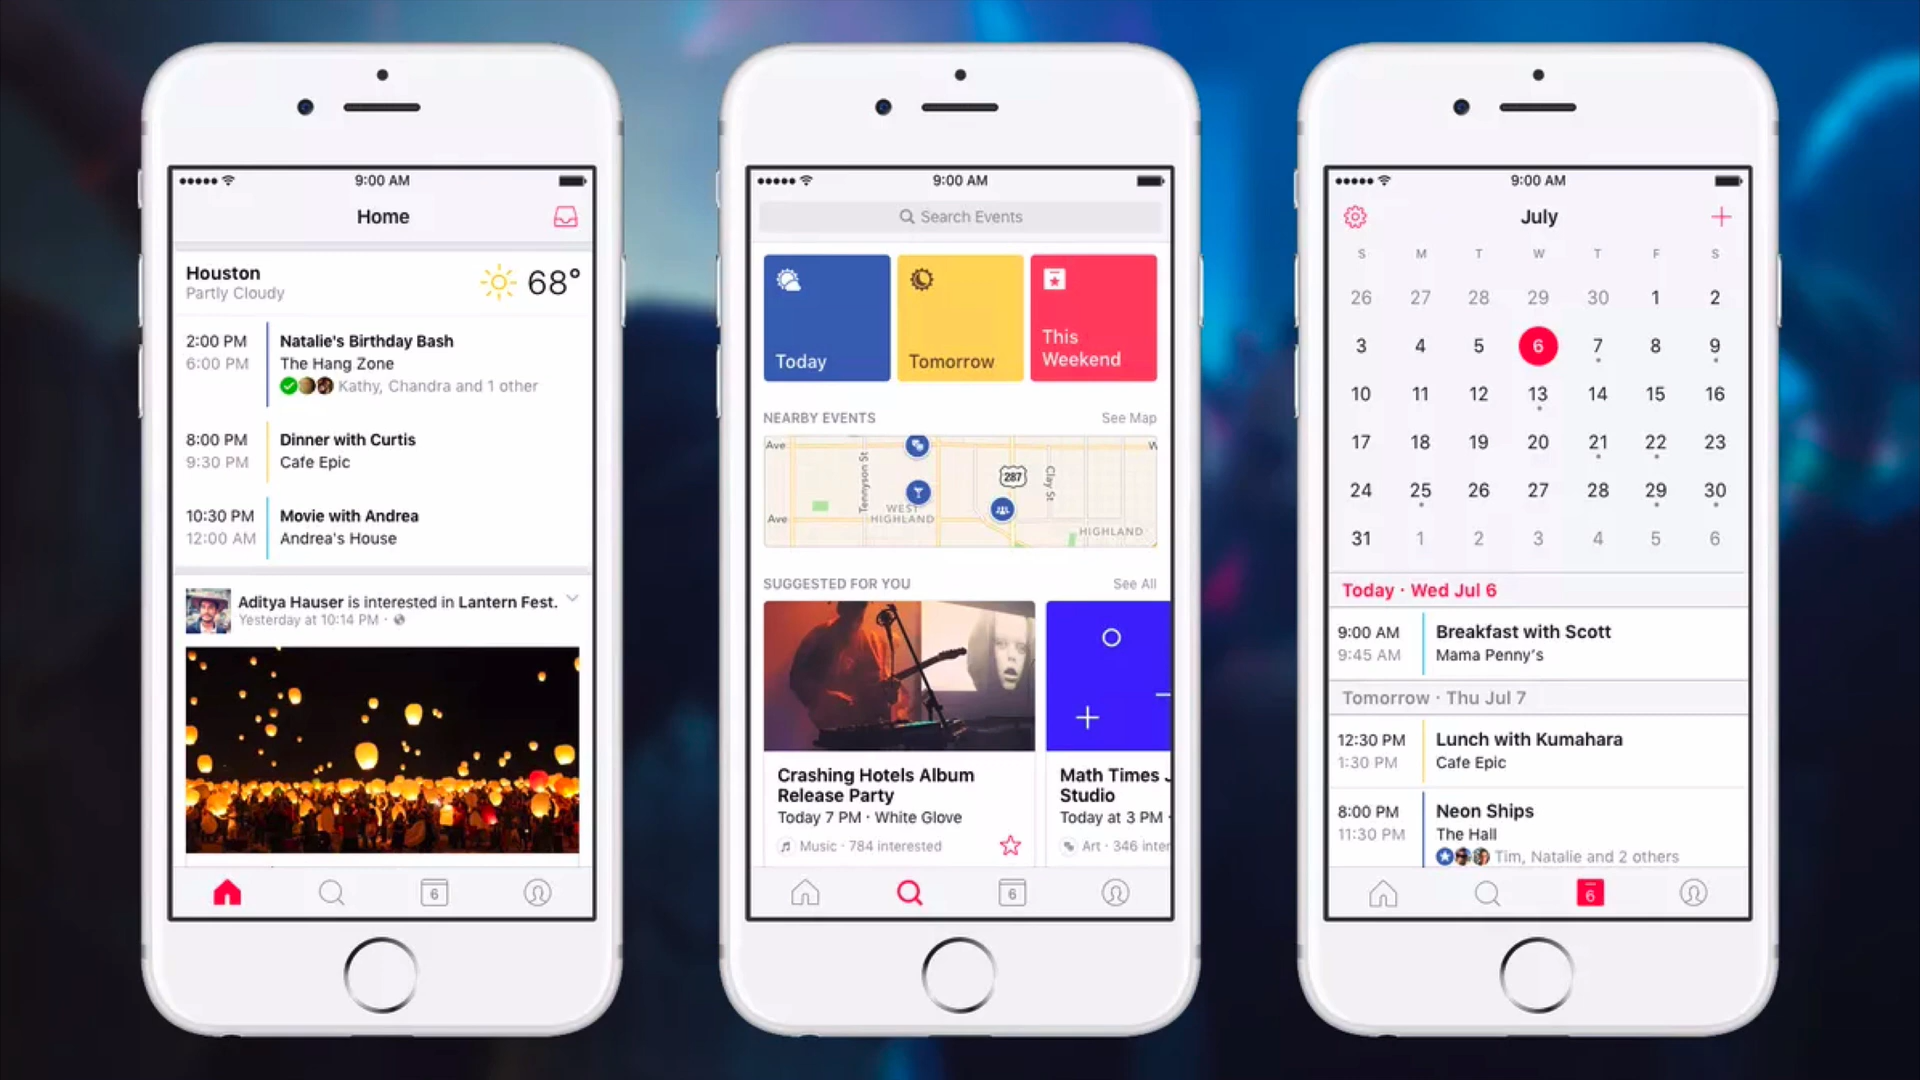 9:00 AM
Home
Houston
Partly Cloudy
68°
2:00 PM
6:00 PM
Natalie's Birthday Bash
The Hang Zone
Kathy, Chandra and 1 other
8:00 PM
9:30 PM
Dinner with Curtis
Cafe Epic
10:30 PM
12:00 AM
Movie with Andrea
Andrea's House
Aditya Hauser is interested in Lantern Fest.
Yesterday at 10:14 PM ·
6
9:00 AM
Search Events
Today
Tomorrow
This
Weekend
NEARBY EVENTS
See Map
Ave
W
Tennyson St
287
Clay St
WEST
HIGHLAND
Ave
HIGHLAND
SUGGESTED FOR YOU
See All
Crashing Hotels Album
Release Party
Today 7 PM · White Glove
Music · 784 interested
Math Times J
Studio
Today at 3 PM ·
Art · 346 inter
6
9:00 AM
July
S M T W T F S
26 27 28 29 30 1 2
3 4 5 6 7 8 9
10 11 12 13 14 15 16
17 18 19 20 21 22 23
24 25 26 27 28 29 30
31 1 2 3 4 5 6
Today · Wed Jul 6
9:00 AM
9:45 AM
Breakfast with Scott
Mama Penny's
Tomorrow · Thu Jul 7
12:30 PM
1:30 PM
Lunch with Kumahara
Cafe Epic
8:00 PM
11:30 PM
Neon Ships
The Hall
Tim, Natalie and 2 others
6